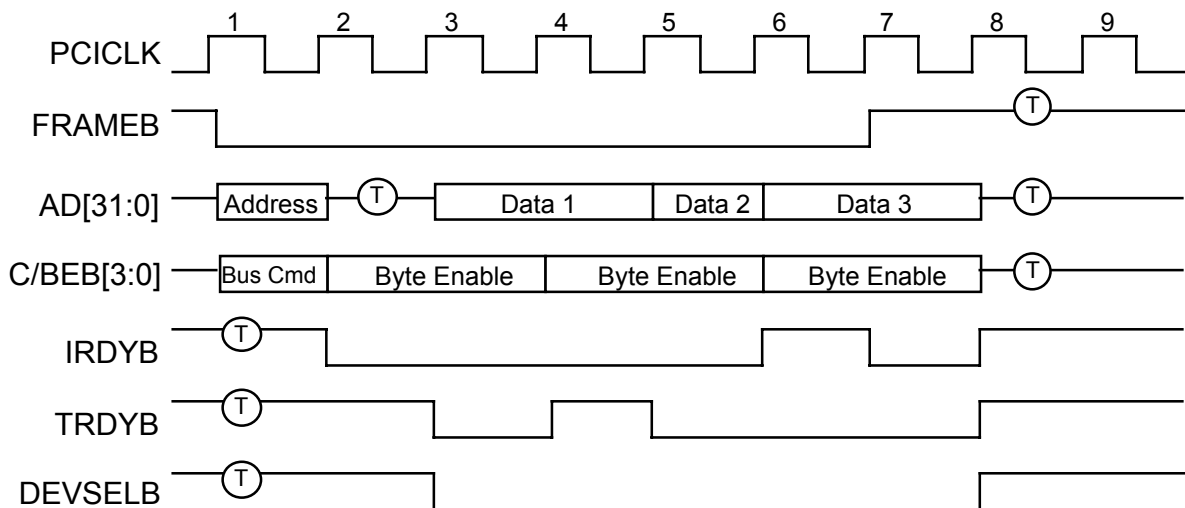 1 2 3 4 5 6 7 8 9
PCICLK
FRAMEB T
AD[31:0] Address T Data 1 Data 2 Data 3 T
C/BEB[3:0] Bus Cmd Byte Enable Byte Enable Byte Enable T
IRDYB T
TRDYB T
DEVSELB T